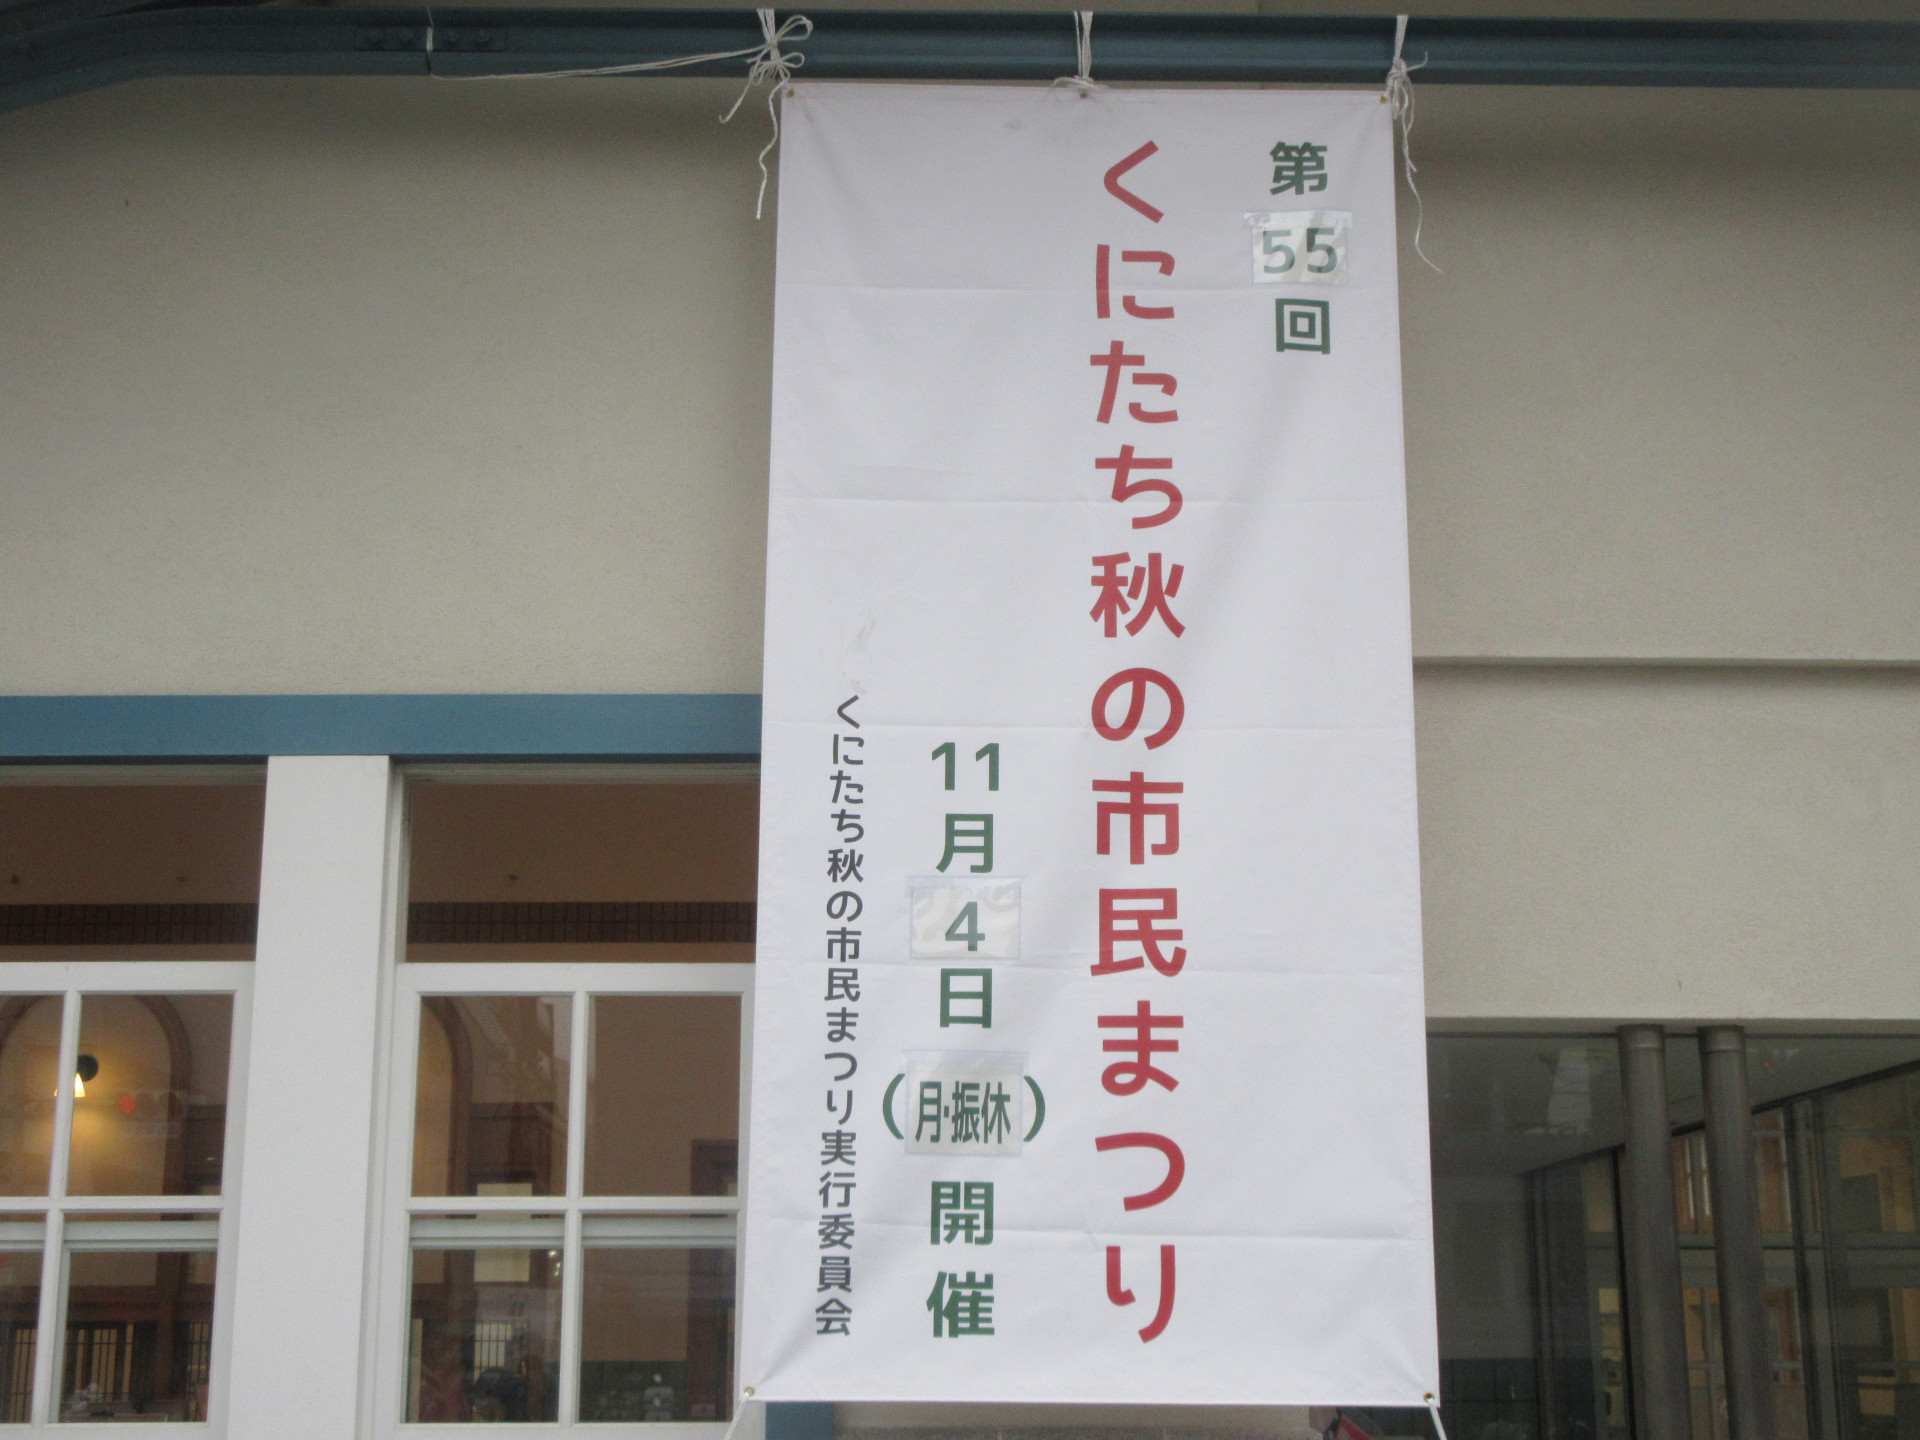 第55回
くにたち秋の市民まつり
11月4日(月・振休)開催
くにたち秋の市民まつり実行委員会